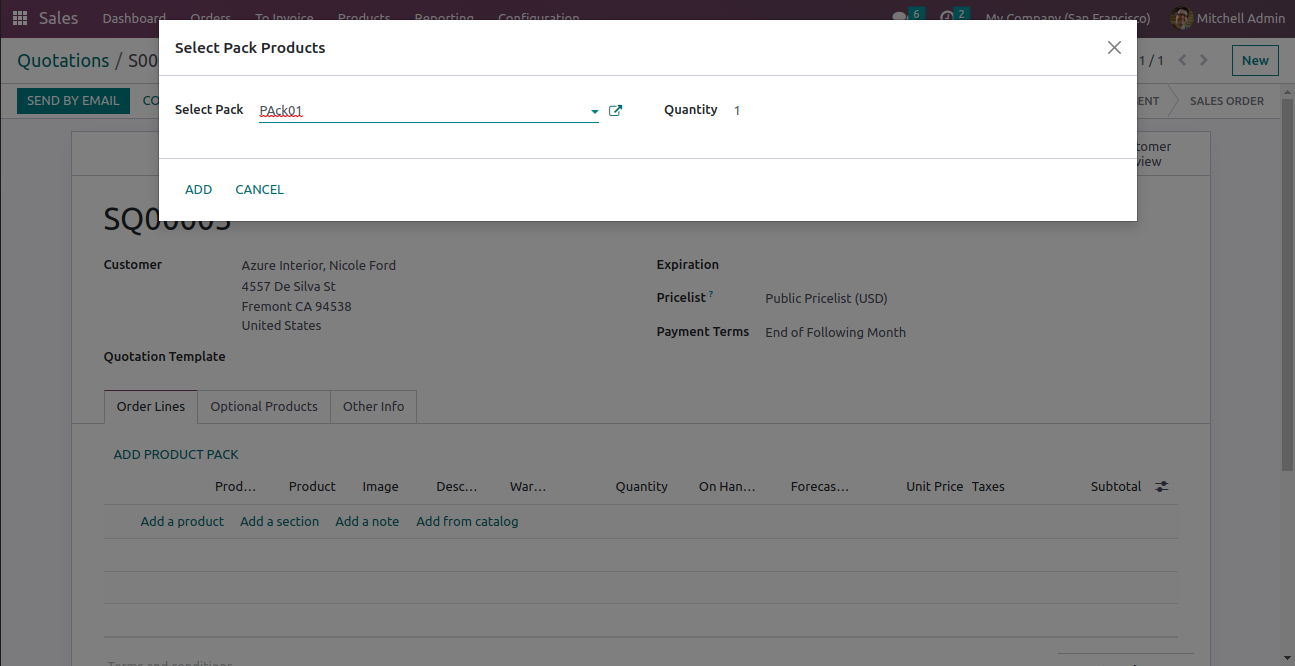 Sales Dashboard Orders To Invoice Products Reporting Configuration 6 2 My Company (San Francisco) Mitchell Admin
Select Pack Products
Quotations / S00 1 / 1 New
SEND BY EMAIL CO ENT SALES ORDER
Select Pack PAck01 Quantity 1
tomer
ADD CANCEL
SQ00005
Customer Azure Interior, Nicole Ford
4557 De Silva St
Fremont CA 94538
United States
Expiration
Pricelist ? Public Pricelist (USD)
Payment Terms End of Following Month
Quotation Template
Order Lines Optional Products Other Info
ADD PRODUCT PACK
Prod... Product Image Desc... War... Quantity On Han... Forecas... Unit Price Taxes Subtotal
Add a product Add a section Add a note Add from catalog
Terms and conditions